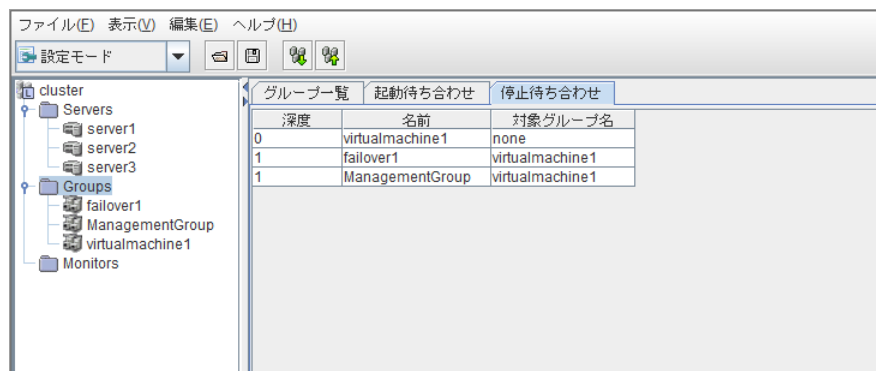 ファイル(F) 表示(V) 編集(E) ヘルプ(H)
設定モード
cluster
Servers
server1
server2
server3
Groups
failover1
ManagementGroup
virtualmachine1
Monitors
グループ一覧 起動待ち合わせ 停止待ち合わせ
深度 名前 対象グループ名
0 virtualmachine1 none
1 failover1 virtualmachine1
1 ManagementGroup virtualmachine1